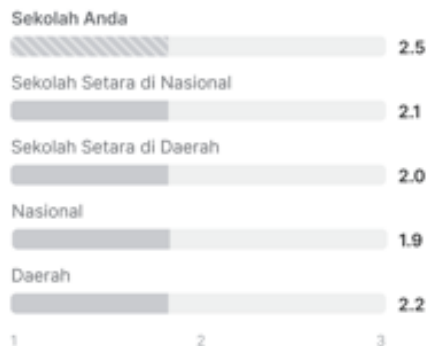 Sekolah Anda
2.5
Sekolah Setara di Nasional
2.1
Sekolah Setara di Daerah
2.0
Nasional
1.9
Daerah
2.2
1 2 3